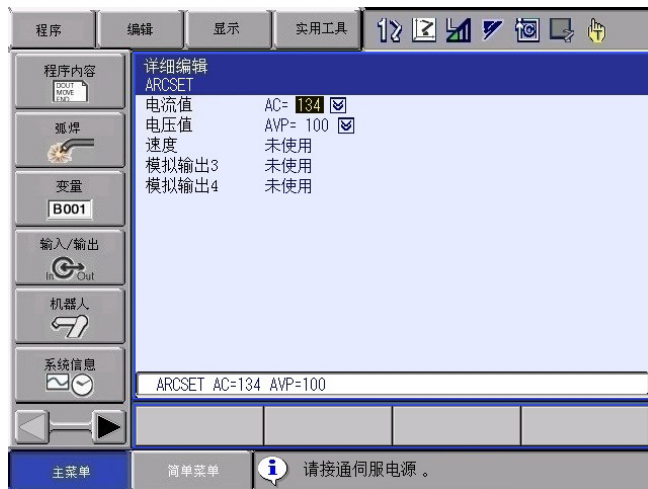 程序 编辑 显示 实用工具
程序内容
DOUT
MOVE
END
弧焊
变量
B001
输入/输出
In Out
机器人
系统信息
详细编辑
ARCSET
电流值 AC= 134
电压值 AVP= 100
速度 未使用
模拟输出3 未使用
模拟输出4 未使用
ARCSET AC=134 AVP=100
主菜单 简单菜单 请接通伺服电源。